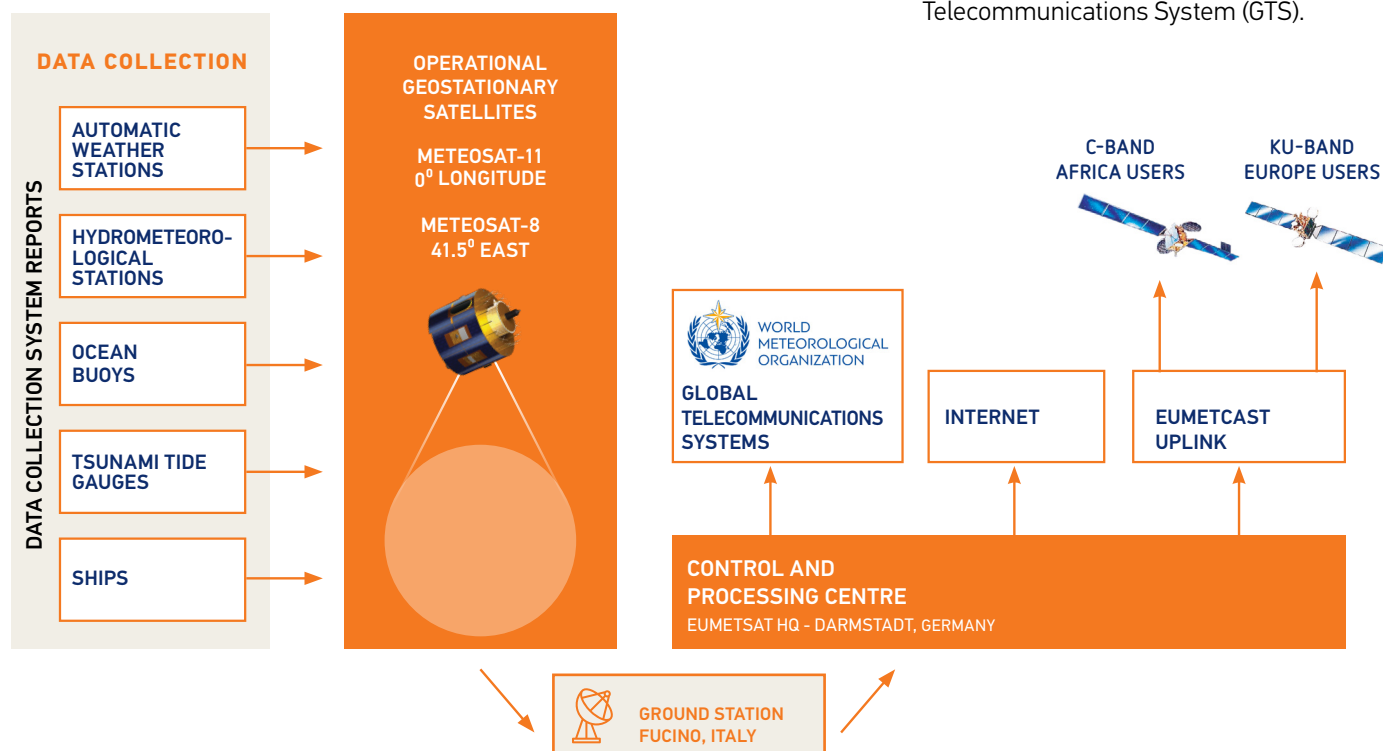 Telecommunications System (GTS).
DATA COLLECTION
DATA COLLECTION SYSTEM REPORTS
AUTOMATIC
WEATHER
STATIONS
HYDROMETEORO-
LOGICAL
STATIONS
OCEAN
BUOYS
TSUNAMI TIDE
GAUGES
SHIPS
OPERATIONAL
GEOSTATIONARY
SATELLITES
METEOSAT-11
0⁰ LONGITUDE
METEOSAT-8
41.5⁰ EAST
GROUND STATION
FUCINO, ITALY
CONTROL AND
PROCESSING CENTRE
EUMETSAT HQ - DARMSTADT, GERMANY
WORLD
METEOROLOGICAL
ORGANIZATION
GLOBAL
TELECOMMUNICATIONS
SYSTEMS
INTERNET
EUMETCAST
UPLINK
C-BAND
AFRICA USERS
KU-BAND
EUROPE USERS